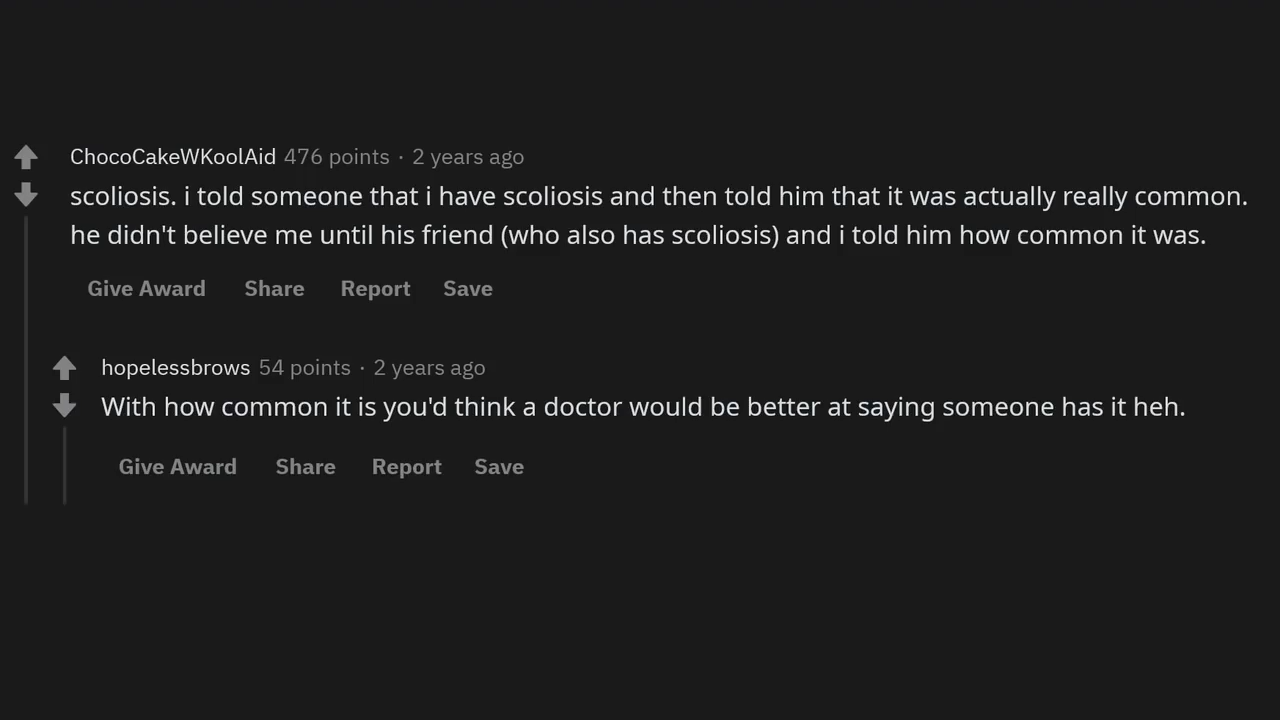 ChocoCakeWKoolAid 476 points · 2 years ago
scoliosis. i told someone that i have scoliosis and then told him that it was actually really common.
he didn't believe me until his friend (who also has scoliosis) and i told him how common it was.
Give Award Share Report Save
hopelessbrows 54 points · 2 years ago
With how common it is you'd think a doctor would be better at saying someone has it heh.
Give Award Share Report Save